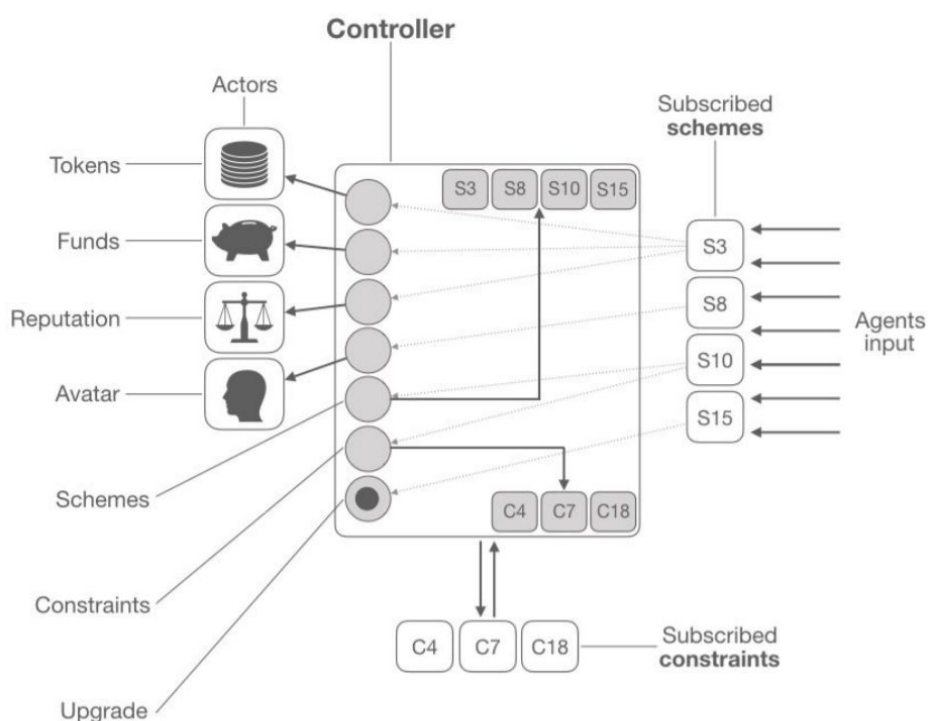 Controller
Actors
Subscribed
schemes
Tokens
S3 S8 S10 S15
Funds
S3
Reputation
S8
Agents
input
S10
Avatar
S15
Schemes
C4 C7 C18
Constraints
C4 C7 C18
Subscribed
constraints
Upgrade